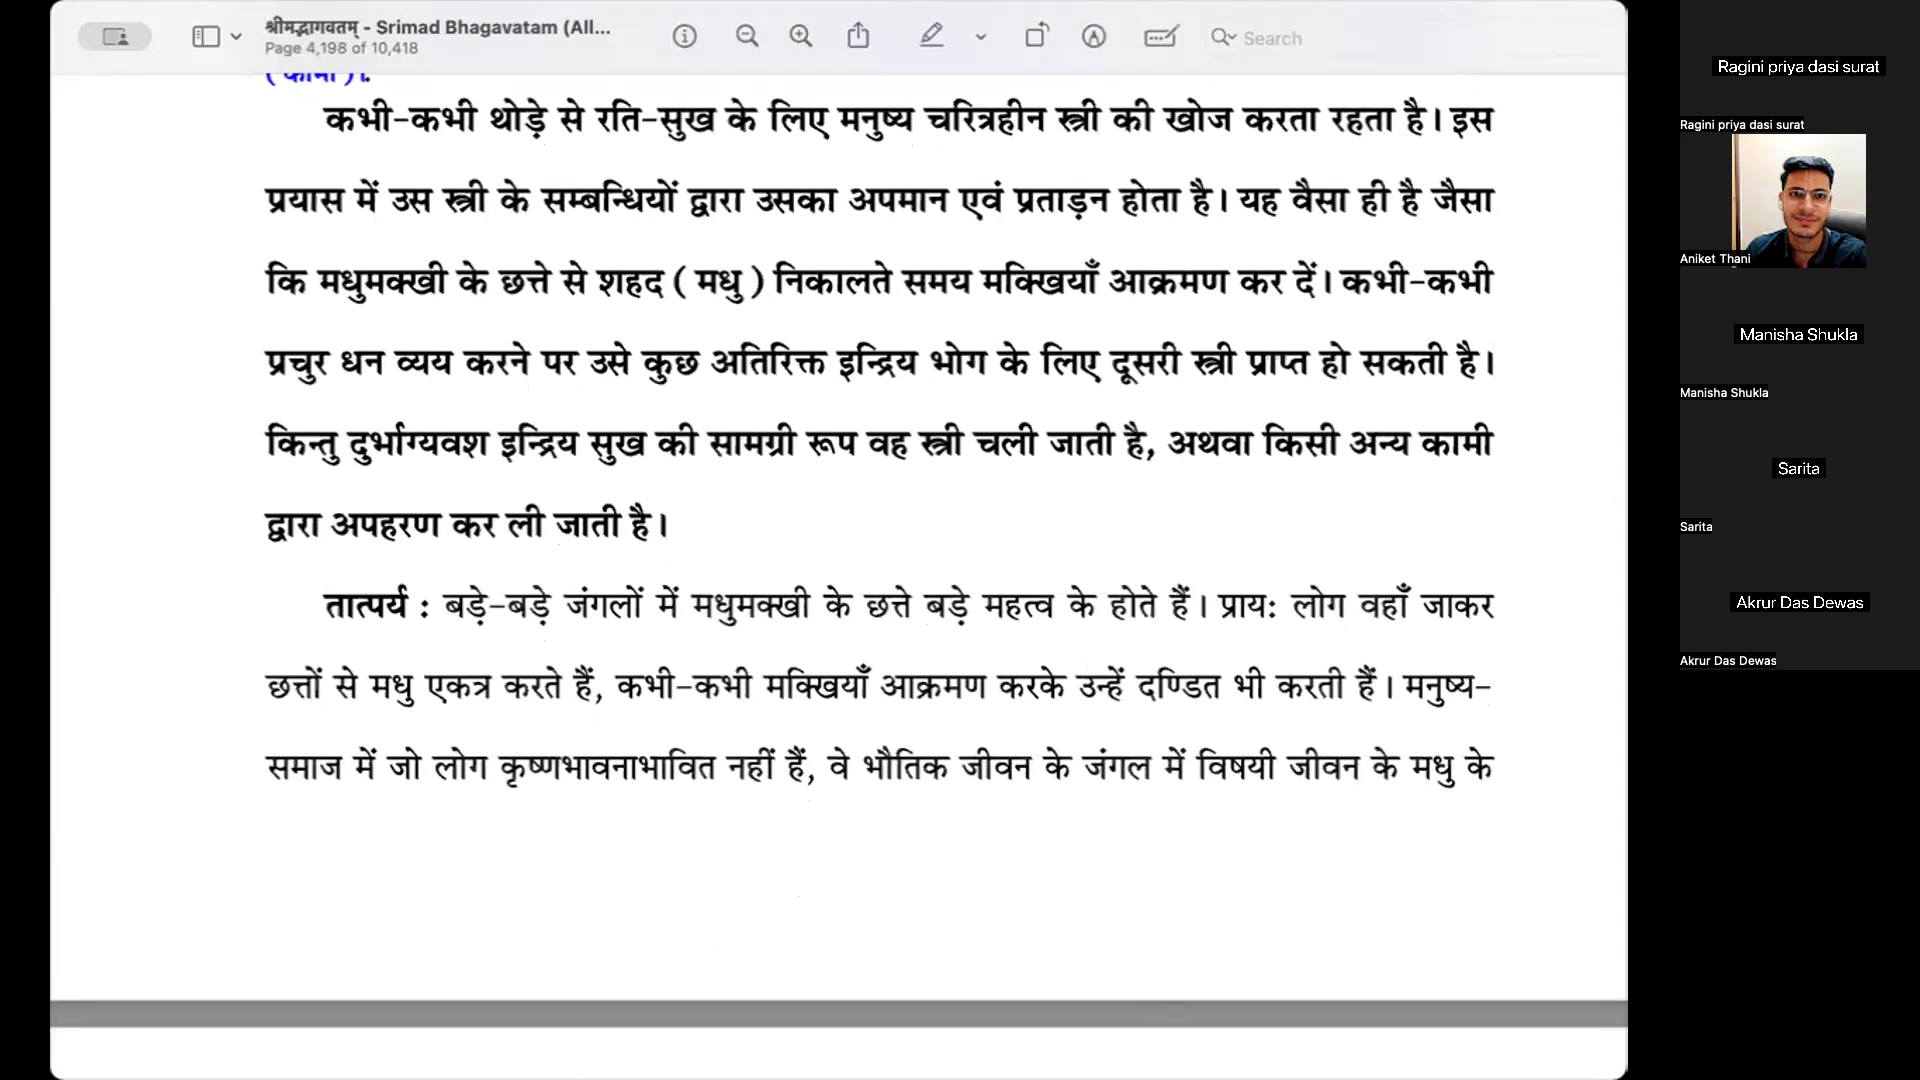 श्रीमद्भागवतम् - Srimad Bhagavatam (All...
Page 4,198 of 10,418
Search
(कामी)।.
कभी-कभी थोड़े से रति-सुख के लिए मनुष्य चरित्रहीन स्त्री की खोज करता रहता है। इस
प्रयास में उस स्त्री के सम्बन्धियों द्वारा उसका अपमान एवं प्रताड़न होता है। यह वैसा ही है जैसा
कि मधुमक्खी के छत्ते से शहद ( मधु ) निकालते समय मक्खियाँ आक्रमण कर दें। कभी-कभी
प्रचुर धन व्यय करने पर उसे कुछ अतिरिक्त इन्द्रिय भोग के लिए दूसरी स्त्री प्राप्त हो सकती है।
किन्तु दुर्भाग्यवश इन्द्रिय सुख की सामग्री रूप वह स्त्री चली जाती है, अथवा किसी अन्य कामी
द्वारा अपहरण कर ली जाती है।
तात्पर्य : बड़े-बड़े जंगलों में मधुमक्खी के छत्ते बड़े महत्व के होते हैं। प्राय: लोग वहाँ जाकर
छत्तों से मधु एकत्र करते हैं, कभी-कभी मक्खियाँ आक्रमण करके उन्हें दण्डित भी करती हैं। मनुष्य-
समाज में जो लोग कृष्णभावनाभावित नहीं हैं, वे भौतिक जीवन के जंगल में विषयी जीवन के मधु के
Ragini priya dasi surat
Ragini priya dasi surat
Aniket Thani
Manisha Shukla
Manisha Shukla
Sarita
Sarita
Akrur Das Dewas
Akrur Das Dewas